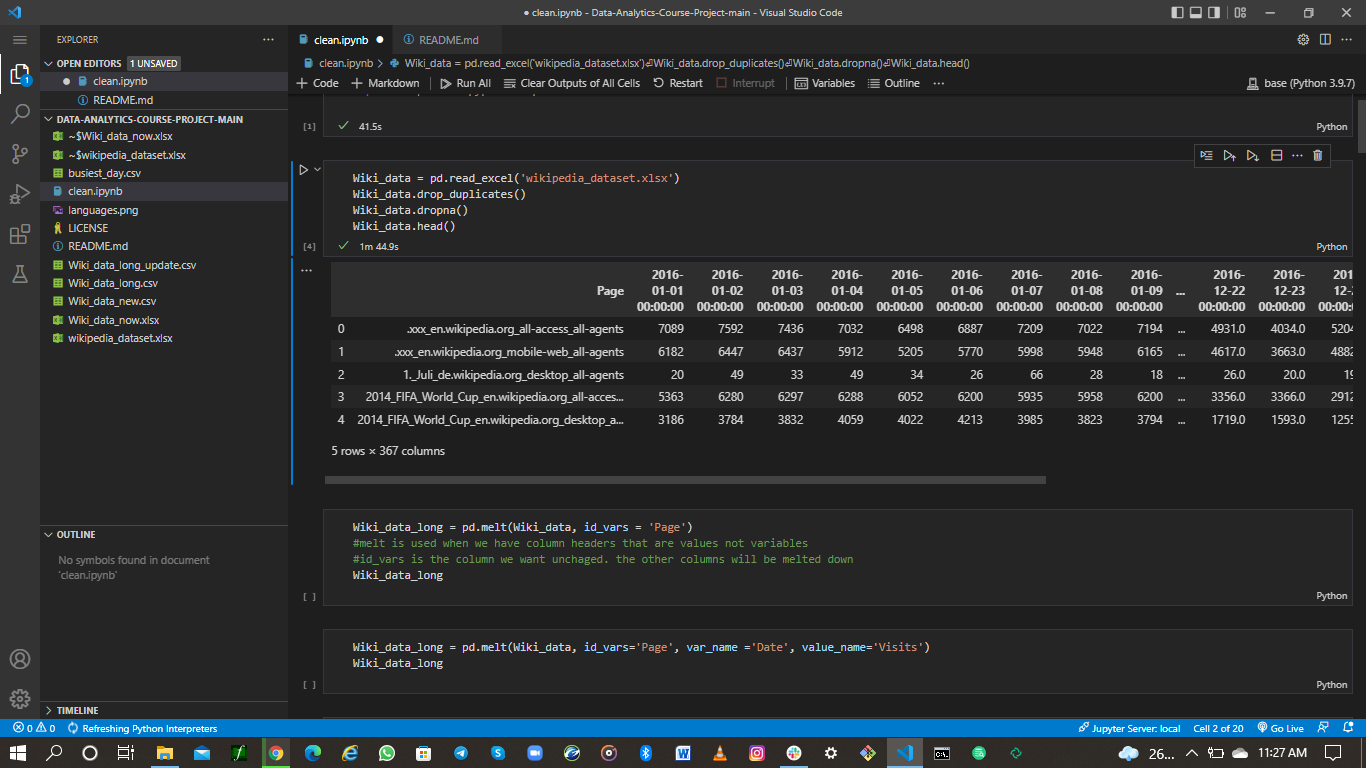 ● clean.ipynb - Data-Analytics-Course-Project-main - Visual Studio Code
EXPLORER
OPEN EDITORS 1 UNSAVED
clean.ipynb
README.md
DATA-ANALYTICS-COURSE-PROJECT-MAIN
~$Wiki_data_now.xlsx
~$wikipedia_dataset.xlsx
busiest_day.csv
clean.ipynb
languages.png
LICENSE
README.md
Wiki_data_long_update.csv
Wiki_data_long.csv
Wiki_data_new.csv
Wiki_data_now.xlsx
wikipedia_dataset.xlsx
OUTLINE
No symbols found in document
'clean.ipynb'
TIMELINE
clean.ipynb ● README.md
clean.ipynb > Wiki_data = pd.read_excel('wikipedia_dataset.xlsx')⏎Wiki_data.drop_duplicates()⏎Wiki_data.dropna()⏎Wiki_data.head()
+ Code + Markdown Run All Clear Outputs of All Cells Restart Interrupt Variables Outline ... base (Python 3.9.7)
[1] 41.5s Python
Wiki_data = pd.read_excel('wikipedia_dataset.xlsx')
Wiki_data.drop_duplicates()
Wiki_data.dropna()
Wiki_data.head()
[4] 1m 44.9s Python
Page 2016-01-01 00:00:00 2016-01-02 00:00:00 2016-01-03 00:00:00 2016-01-04 00:00:00 2016-01-05 00:00:00 2016-01-06 00:00:00 2016-01-07 00:00:00 2016-01-08 00:00:00 2016-01-09 00:00:00 ... 2016-12-22 00:00:00 2016-12-23 00:00:00
0 .xxx_en.wikipedia.org_all-access_all-agents 7089 7592 7436 7032 6498 6887 7209 7022 7194 ... 4931.0 4034.0 5204
1 .xxx_en.wikipedia.org_mobile-web_all-agents 6182 6447 6437 5912 5205 5770 5998 5948 6165 ... 4617.0 3663.0 4882
2 1._Juli_de.wikipedia.org_desktop_all-agents 20 49 33 49 34 26 66 28 18 ... 26.0 20.0
3 2014_FIFA_World_Cup_en.wikipedia.org_all-acces... 5363 6280 6297 6288 6052 6200 5935 5958 6200 ... 3356.0 3366.0 2912
4 2014_FIFA_World_Cup_en.wikipedia.org_desktop_a... 3186 3784 3832 4059 4022 4213 3985 3823 3794 ... 1719.0 1593.0 1255
5 rows × 367 columns
Wiki_data_long = pd.melt(Wiki_data, id_vars = 'Page')
#melt is used when we have column headers that are values not variables
#id_vars is the column we want unchaged. the other columns will be melted down
Wiki_data_long
[ ] Python
Wiki_data_long = pd.melt(Wiki_data, id_vars='Page', var_name ='Date', value_name='Visits')
Wiki_data_long
[ ] Python
0 0 Refreshing Python Interpreters Jupyter Server: local Cell 2 of 20 Go Live
26... 11:27 AM